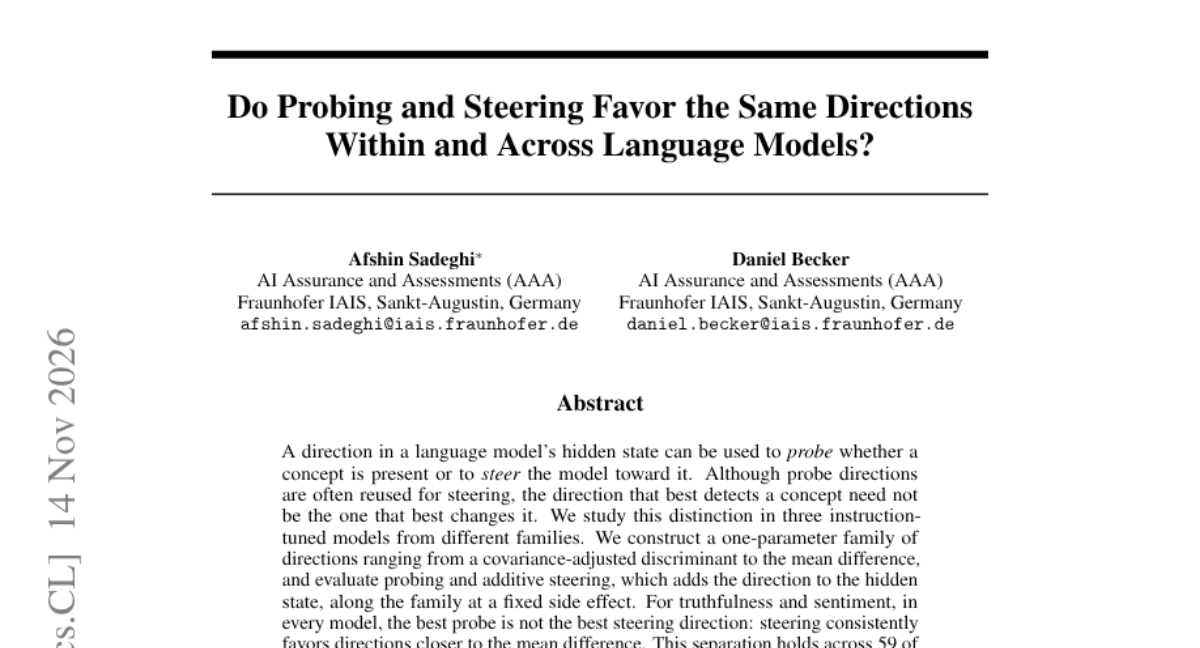 Do Probing and Steering Favor the Same Directions
Within and Across Language Models?
Afshin Sadeghi*
AI Assurance and Assessments (AAA)
Fraunhofer IAIS, Sankt-Augustin, Germany
afshin.sadeghi@iais.fraunhofer.de
Daniel Becker
AI Assurance and Assessments (AAA)
Fraunhofer IAIS, Sankt-Augustin, Germany
daniel.becker@iais.fraunhofer.de
cs.CL] 14 Nov 2026
Abstract
A direction in a language model's hidden state can be used to probe whether a
concept is present or to steer the model toward it. Although probe directions
are often reused for steering, the direction that best detects a concept need not
be the one that best changes it. We study this distinction in three instruction-
tuned models from different families. We construct a one-parameter family of
directions ranging from a covariance-adjusted discriminant to the mean difference,
and evaluate probing and additive steering, which adds the direction to the hidden
state, along the family at a fixed side effect. For truthfulness and sentiment, in
every model, the best probe is not the best steering direction: steering consistently
favors directions closer to the mean difference. This separation holds across 59 of